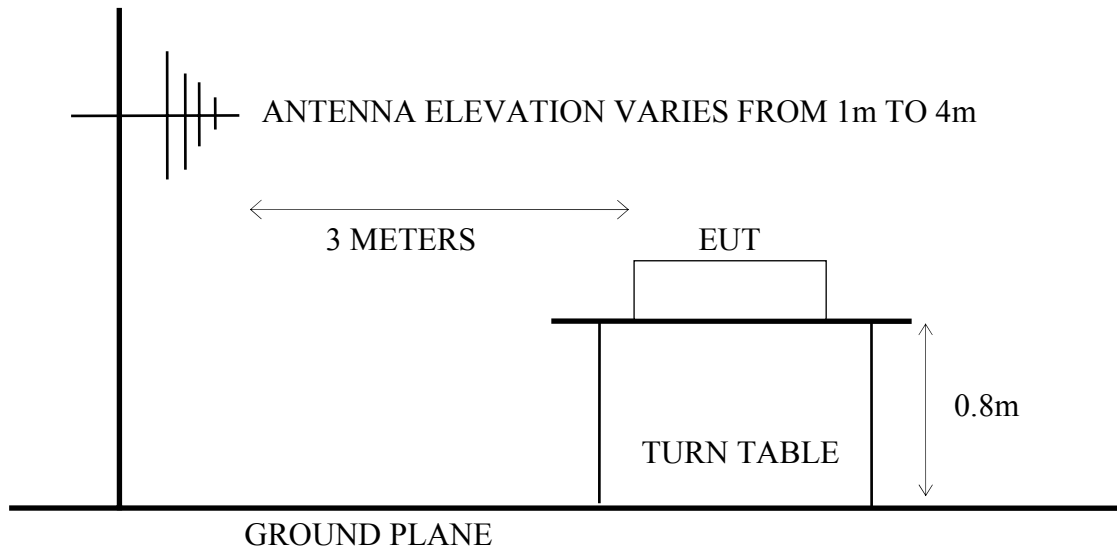 ANTENNA ELEVATION VARIES FROM 1m TO 4m
3 METERS
EUT
0.8m
TURN TABLE
GROUND PLANE